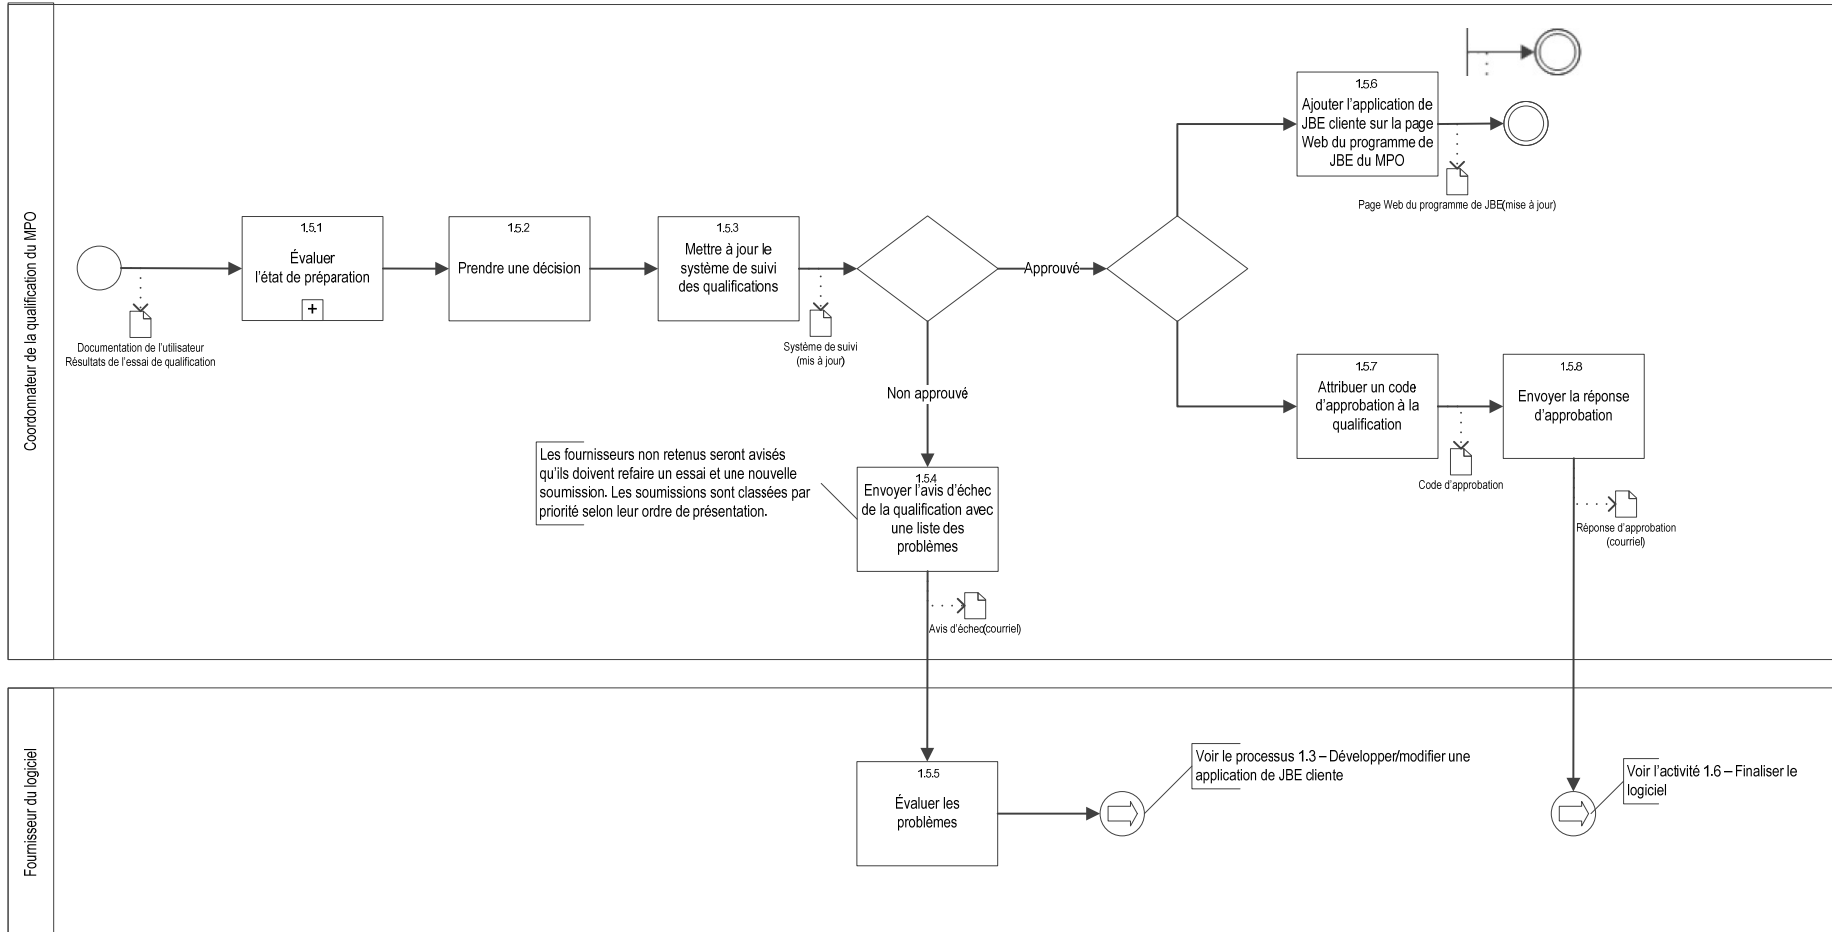 Coordonnateur de la qualification du MPO
1.5.1
Évaluer
l'état de préparation
+
Documentation de l'utilisateur
Résultats de l'essai de qualification
1.5.2
Prendre une décision
1.5.3
Mettre à jour le
système de suivi
des qualifications
Système de suivi
(mis à jour)
Approuvé
Non approuvé
1.5.6
Ajouter l'application de
JBE cliente sur la page
Web du programme de
JBE du MPO
Page Web du programme de JBE(mise à jour)
1.5.7
Attribuer un code
d'approbation à la
qualification
Code d'approbation
1.5.8
Envoyer la réponse
d'approbation
Réponse d'approbation
(courriel)
Les fournisseurs non retenus seront avisés
qu'ils doivent refaire un essai et une nouvelle
soumission. Les soumissions sont classées par
priorité selon leur ordre de présentation.
1.5.4
Envoyer l'avis d'échec
de la qualification avec
une liste des
problèmes
Avis d'échec(courriel)
Fournisseur du logiciel
1.5.5
Évaluer les
problèmes
Voir le processus 1.3 – Développer/modifier une
application de JBE cliente
Voir l'activité 1.6 – Finaliser le
logiciel